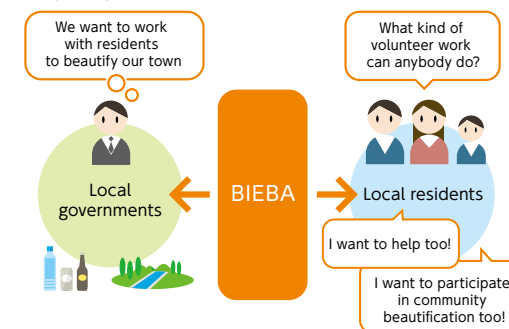 We want to work
with residents
to beautify our town
What kind of
volunteer work
can anybody do?
Local
governments
BIEBA
Local residents
I want to help too!
I want to participate
in community
beautification too!